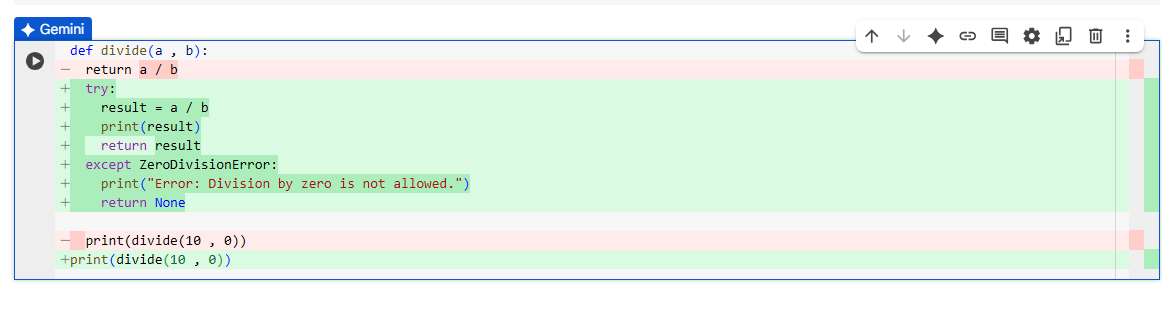 Gemini
def divide(a , b):
− return a / b
+ try:
+ result = a / b
+ print(result)
+ return result
+ except ZeroDivisionError:
+ print("Error: Division by zero is not allowed.")
+ return None
− print(divide(10 , 0))
+print(divide(10 , 0))